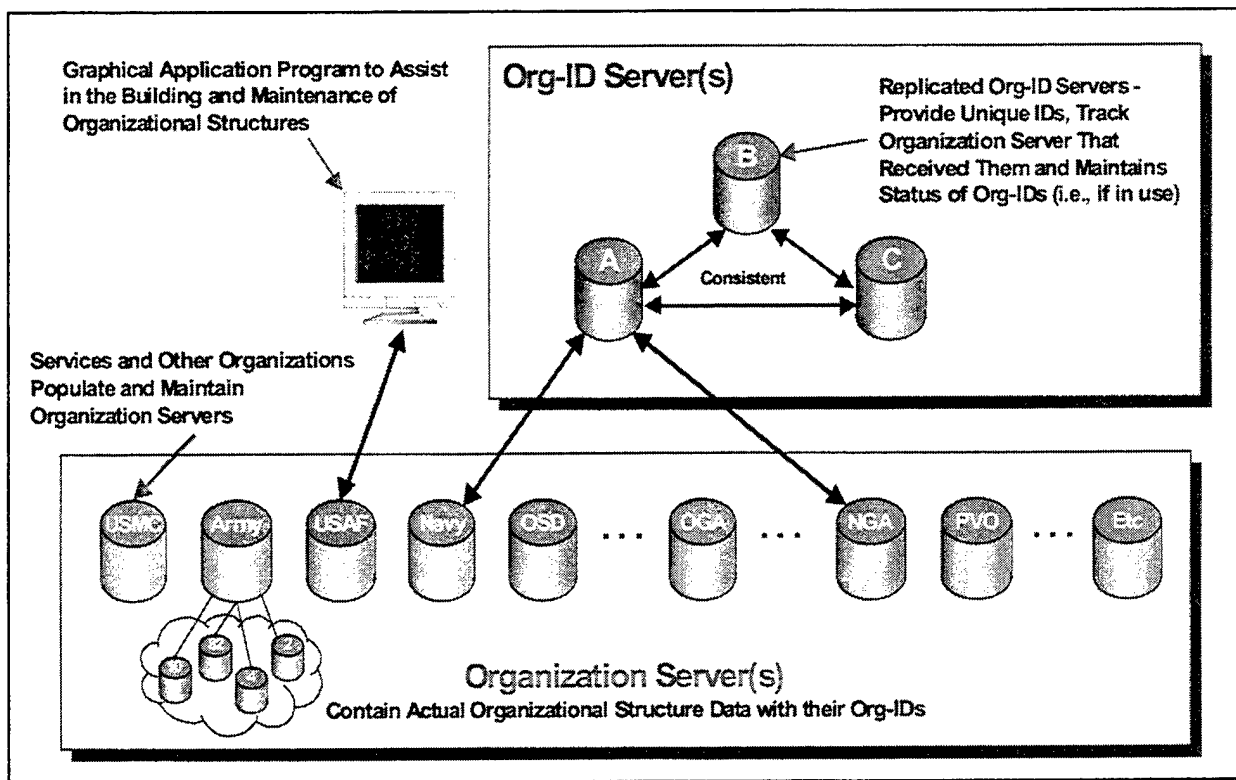 Graphical Application Program to Assist
in the Building and Maintenance of
Organizational Structures
Org-ID Server(s)
Replicated Org-ID Servers -
Provide Unique IDs, Track
Organization Server That
Received Them and Maintains
Status of Org-IDs (i.e., if in use)
B
A
C
Consistent
Services and Other Organizations
Populate and Maintain
Organization Servers
USMC
Army
USAF
Navy
OSD
...
OGA
...
NGA
PVO
...
Etc
Organization Server(s)
Contain Actual Organizational Structure Data with their Org-IDs